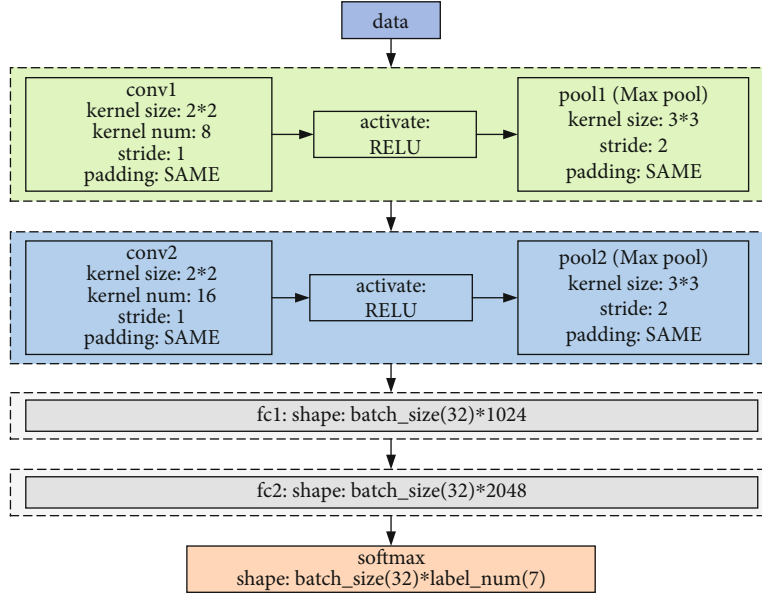 data
conv1
kernel size: 2*2
kernel num: 8
stride: 1
padding: SAME
activate:
RELU
pool1 (Max pool)
kernel size: 3*3
stride: 2
padding: SAME
conv2
kernel size: 2*2
kernel num: 16
stride: 1
padding: SAME
activate:
RELU
pool2 (Max pool)
kernel size: 3*3
stride: 2
padding: SAME
fc1: shape: batch_size(32)*1024
fc2: shape: batch_size(32)*2048
softmax
shape: batch_size(32)*label_num(7)